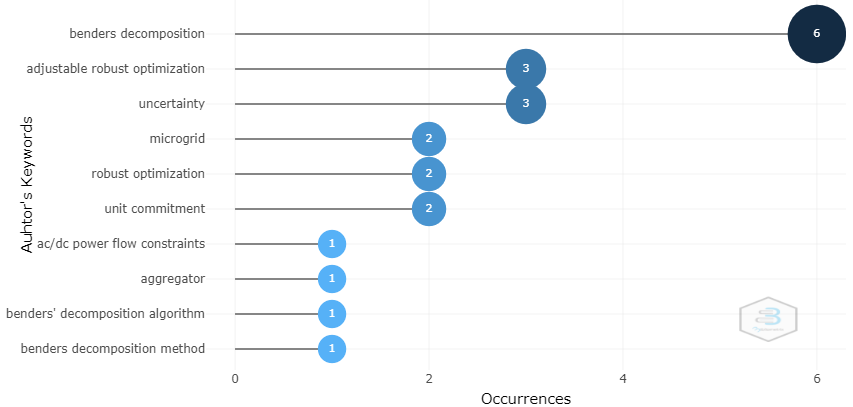 benders decomposition
6
adjustable robust optimization
3
uncertainty
3
microgrid
2
robust optimization
2
unit commitment
2
ac/dc power flow constraints
1
aggregator
1
benders' decomposition algorithm
1
benders decomposition method
1
Auhtor's Keywords
0 2 4 6
Occurrences